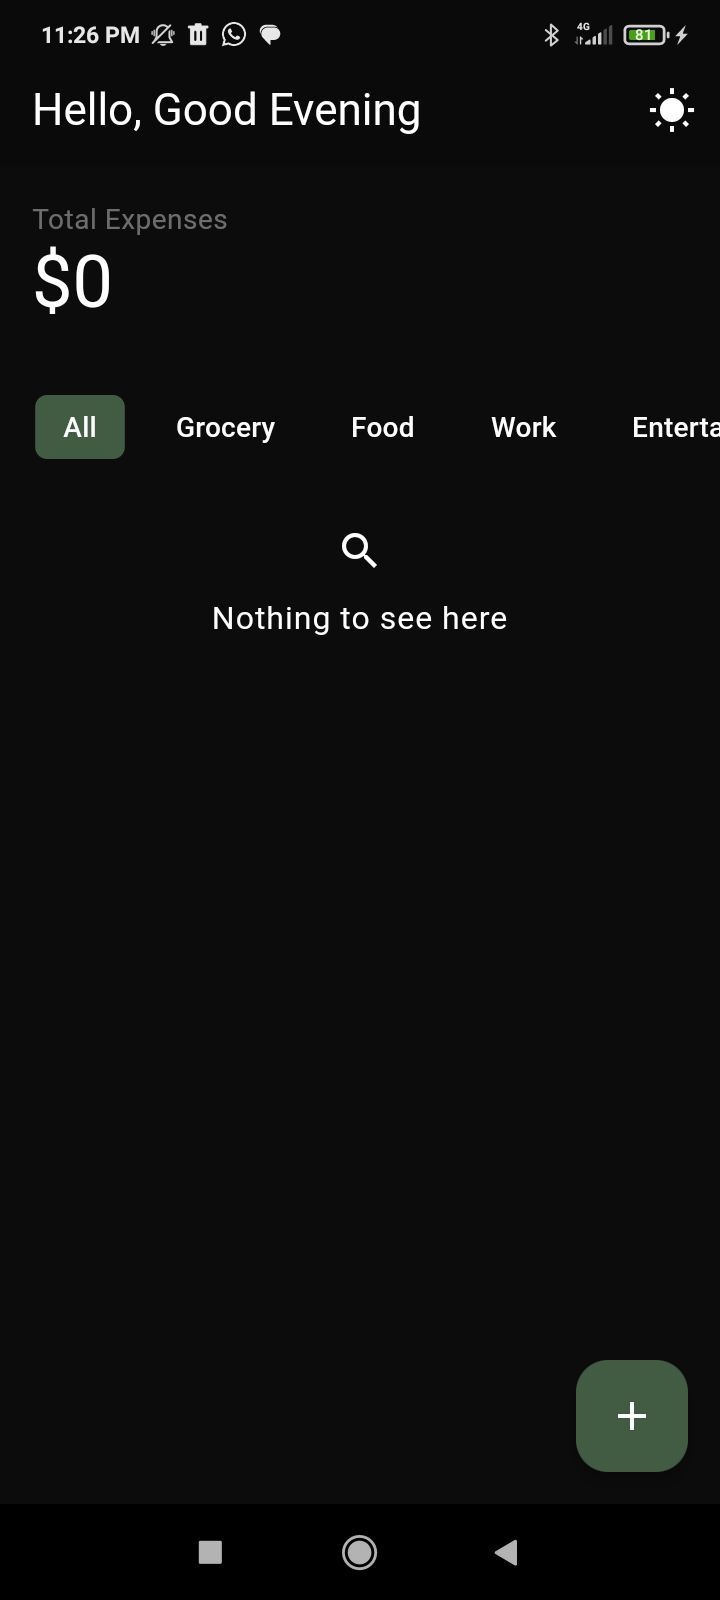 11:26 PM
4G
81
Hello, Good Evening
Total Expenses
$0
All Grocery Food Work Enterta
Nothing to see here